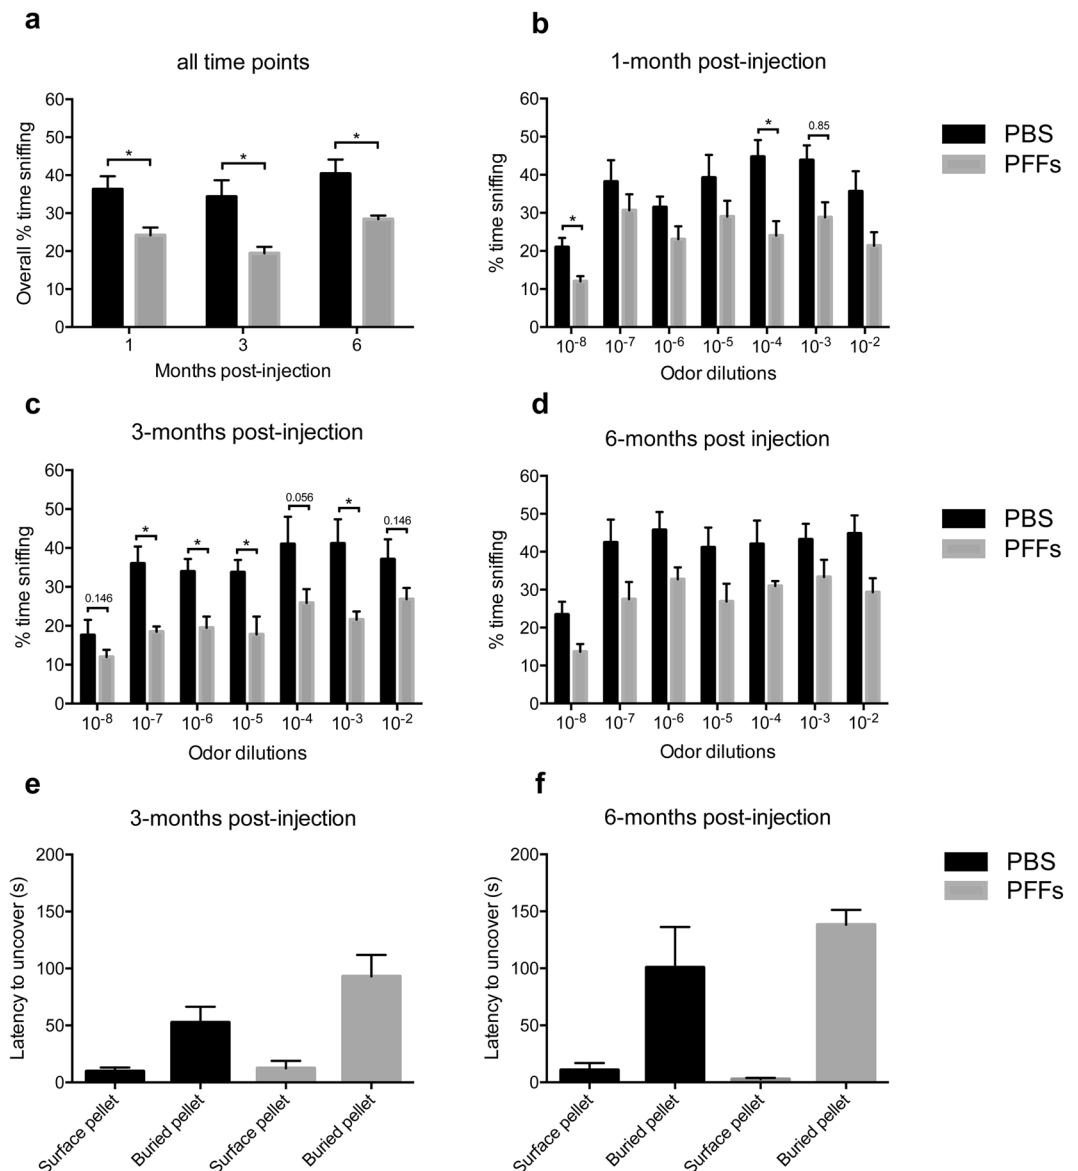 a
all time points
Overall % time sniffing
60
50
40
30
20
10
0
*
*
*
1
3
6
Months post-injection
b
1-month post-injection
% time sniffing
60
50
40
30
20
10
0
*
*
0.85
10-8
10-7
10-6
10-5
10-4
10-3
10-2
Odor dilutions
PBS
PFFs
c
3-months post-injection
% time sniffing
60
50
40
30
20
10
0
0.146
*
*
*
0.056
*
0.146
10-8
10-7
10-6
10-5
10-4
10-3
10-2
Odor dilutions
d
6-months post injection
% time sniffing
60
50
40
30
20
10
0
10-8
10-7
10-6
10-5
10-4
10-3
10-2
Odor dilutions
PBS
PFFs
e
3-months post-injection
Latency to uncover (s)
200
150
100
50
0
Surface pellet
Buried pellet
Surface pellet
Buried pellet
f
6-months post-injection
Latency to uncover (s)
200
150
100
50
0
Surface pellet
Buried pellet
Surface pellet
Buried pellet
PBS
PFFs